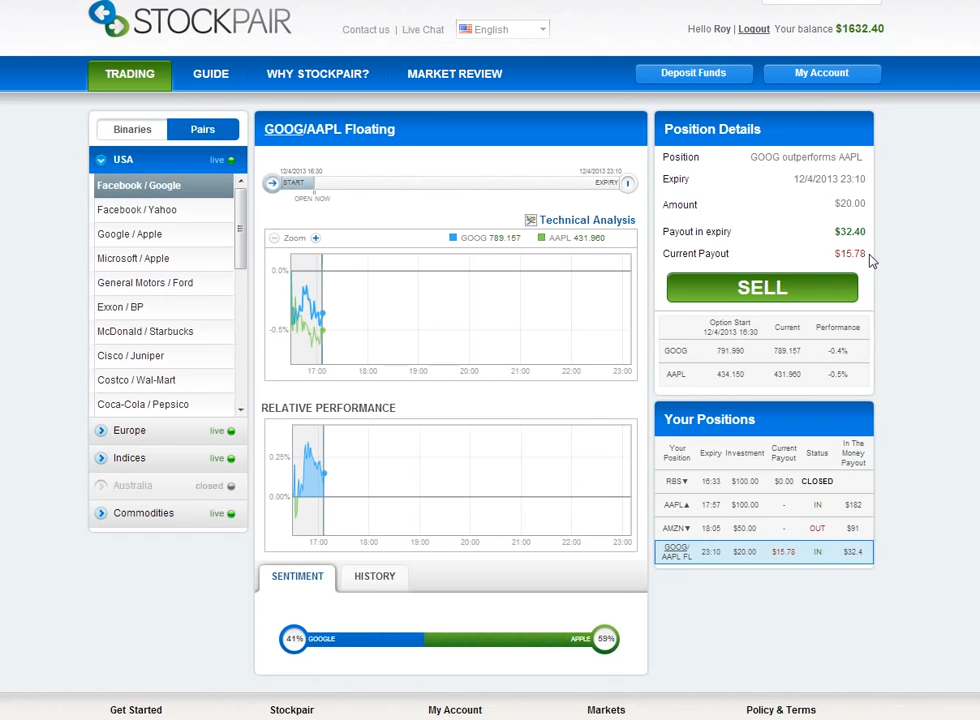 STOCKPAIR
Contact us | Live Chat
English
Hello Roy | Logout Your balance $1632.40
TRADING
GUIDE
WHY STOCKPAIR?
MARKET REVIEW
Deposit Funds
My Account
Binaries
Pairs
USA live
Facebook / Google
Facebook / Yahoo
Google / Apple
Microsoft / Apple
General Motors / Ford
Exxon / BP
McDonald / Starbucks
Cisco / Juniper
Costco / Wal-Mart
Coca-Cola / Pepsico
Europe live
Indices live
Australia closed
Commodities live
GOOG/AAPL Floating
12/4/2013 16:30
12/4/2013 23:10
START
EXPIRY
OPEN NOW
Technical Analysis
Zoom
GOOG 789.157
AAPL 431.960
0.0%
-0.5%
17:00 18:00 19:00 20:00 21:00 22:00 23:00
RELATIVE PERFORMANCE
0.25%
0.00%
17:00 18:00 19:00 20:00 21:00 22:00 23:00
SENTIMENT
HISTORY
41% GOOGLE
APPLE 59%
Position Details
Position GOOG outperforms AAPL
Expiry 12/4/2013 23:10
Amount $20.00
Payout in expiry $32.40
Current Payout $15.78
SELL
Option Start
12/4/2013 16:30
Current
Performance
GOOG 791.990 789.157 -0.4%
AAPL 434.150 431.960 -0.5%
Your Positions
Your
Position
Expiry
Investment
Current
Payout
Status
In The
Money
Payout
RBS▼ 16:33 $100.00 $0.00 CLOSED
AAPL▲ 17:57 $100.00 - IN $182
AMZN▼ 18:05 $50.00 - OUT $91
GOOG/
AAPL FL
23:10 $20.00 $15.78 IN $32.4
Get Started
Stockpair
My Account
Markets
Policy & Terms